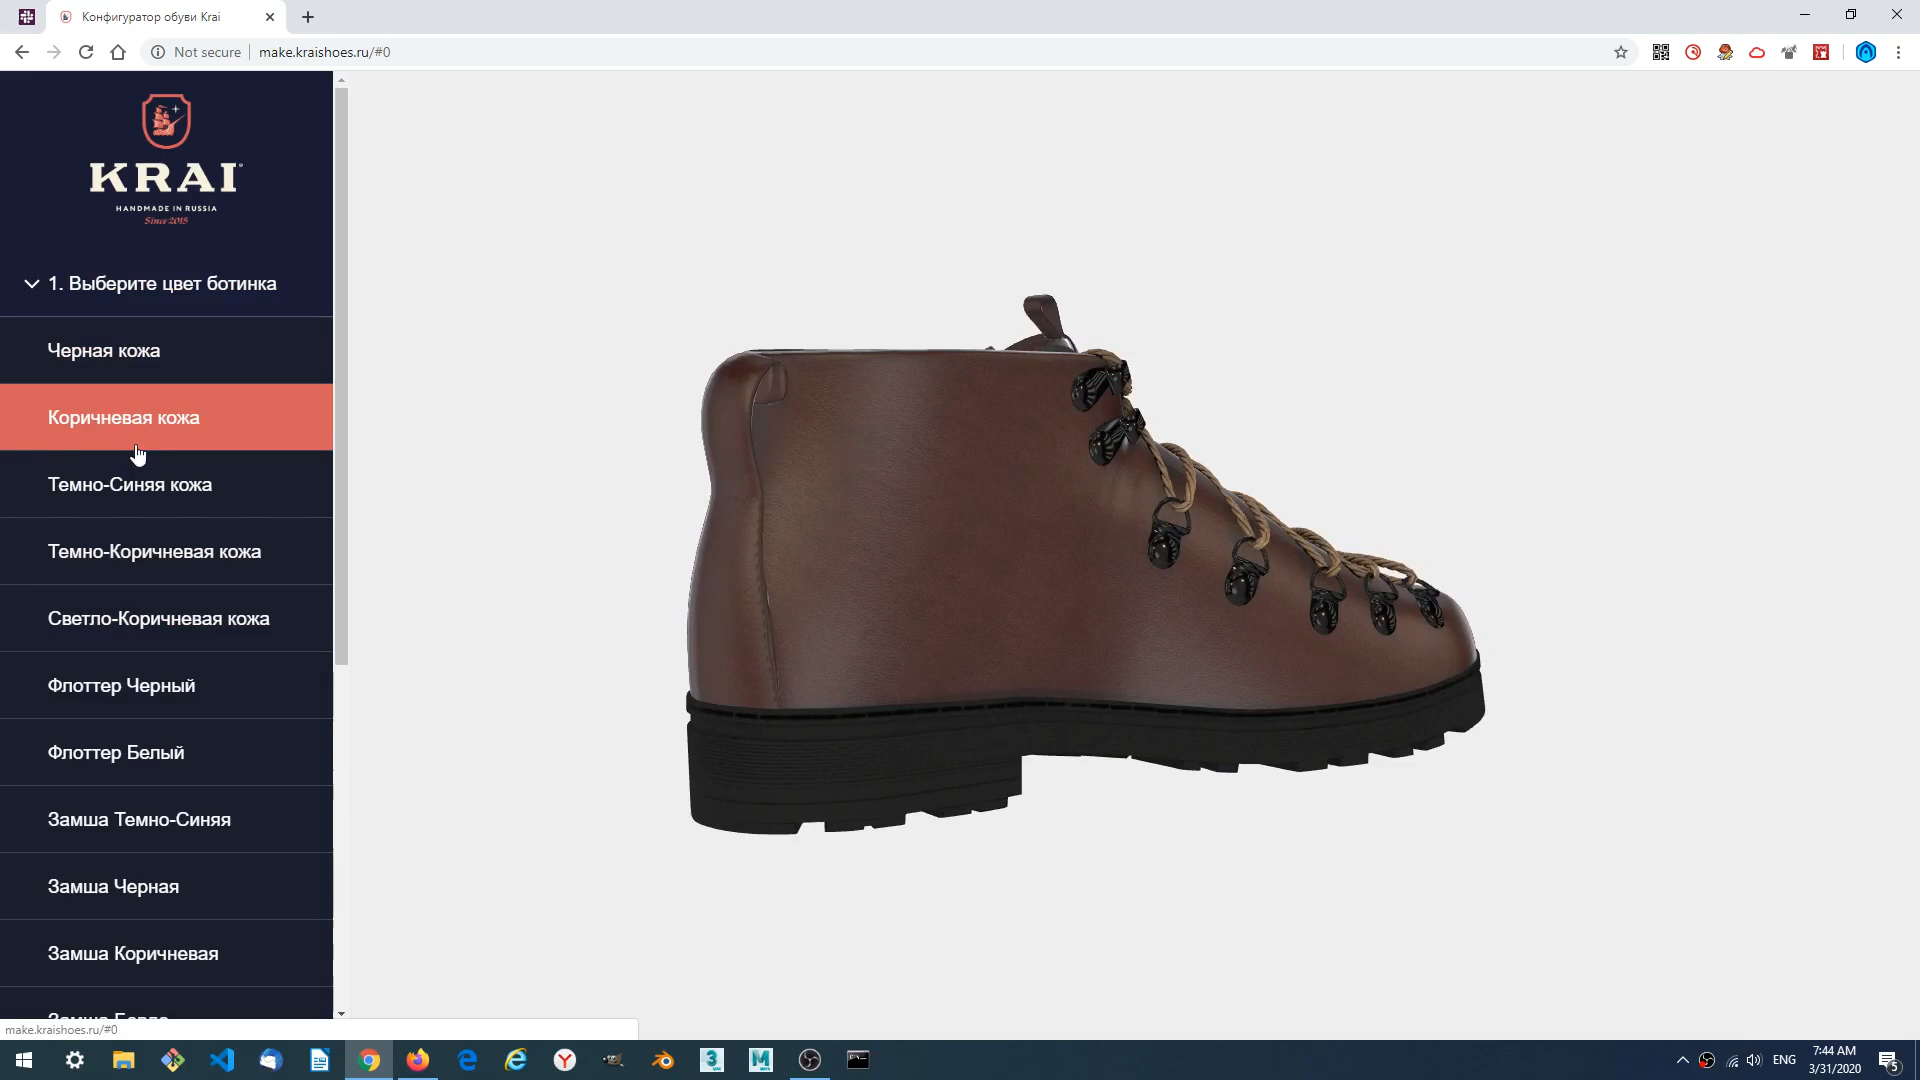 Конфигуратор обуви Krai
Not secure
make.kraishoes.ru/#0
KRAI
HANDMADE IN RUSSIA
Since 2015
1. Выберите цвет ботинка
Черная кожа
Коричневая кожа
Темно-Синяя кожа
Темно-Коричневая кожа
Светло-Коричневая кожа
Флоттер Черный
Флоттер Белый
Замша Темно-Синяя
Замша Черная
Замша Коричневая
make.kraishoes.ru/#0
ENG
7:44 AM
3/31/2020
5